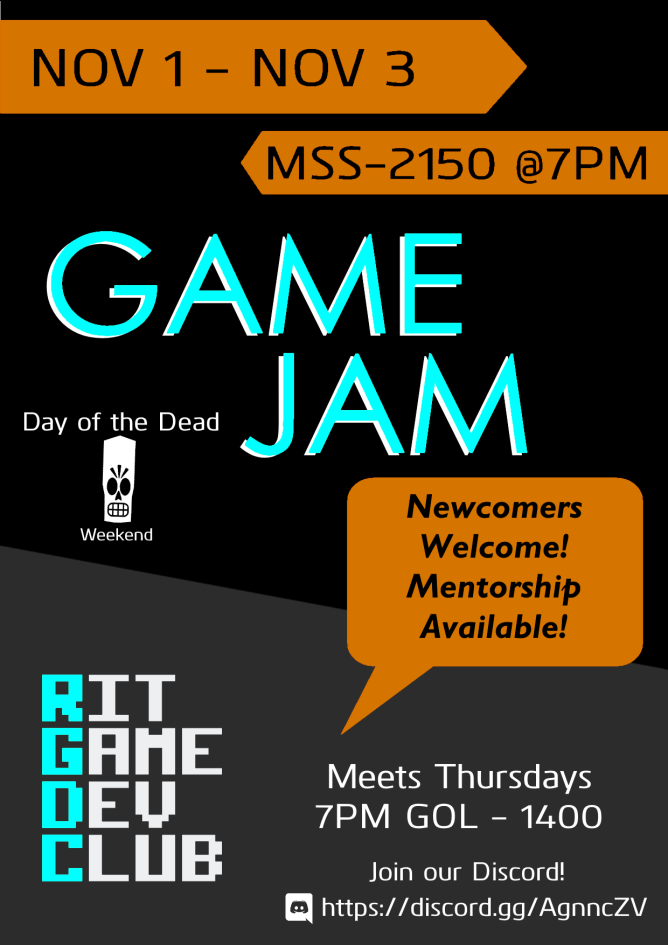 NOV 1 - NOV 3
MSS-2150 @7PM
GAME
JAM
Day of the Dead
Weekend
Newcomers
Welcome!
Mentorship
Available!
RIT
GAME
DEV
CLUB
Meets Thursdays
7PM GOL - 1400
Join our Discord!
https://discord.gg/AgnncZV